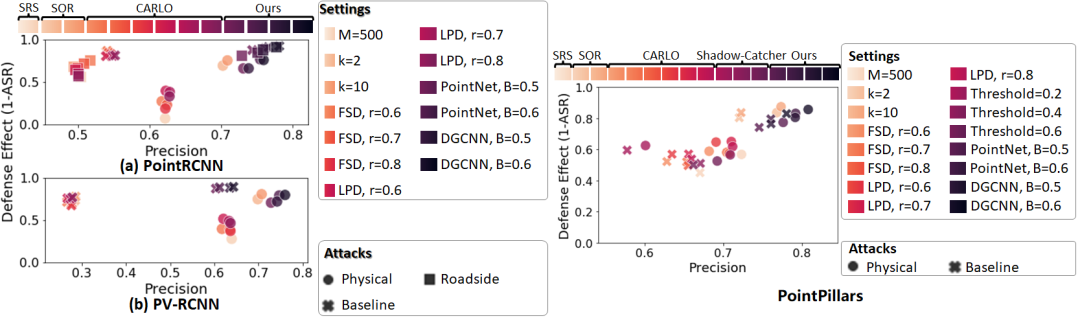 SRS SOR CARLO Ours
Defense Effect (1-ASR)
1.0
0.5
0.0
0.5 0.6 0.7 0.8
Precision
(a) PointRCNN
1.0
0.5
0.0
0.3 0.4 0.5 0.6 0.7 0.8
Precision
(b) PV-RCNN
Settings
M=500
k=2
k=10
FSD, r=0.6
FSD, r=0.7
FSD, r=0.8
LPD, r=0.6
LPD, r=0.7
LPD, r=0.8
PointNet, B=0.5
PointNet, B=0.6
DGCNN, B=0.5
DGCNN, B=0.6
Attacks
Physical
Roadside
Baseline
SRS SOR CARLO Shadow-Catcher Ours
Defense Effect (1-ASR)
1.0
0.8
0.6
0.4
0.2
0.0
0.6 0.7 0.8
Precision
PointPillars
Settings
M=500
k=2
k=10
FSD, r=0.6
FSD, r=0.7
FSD, r=0.8
LPD, r=0.6
LPD, r=0.7
LPD, r=0.8
Threshold=0.2
Threshold=0.4
Threshold=0.6
PointNet, B=0.5
PointNet, B=0.6
DGCNN, B=0.5
DGCNN, B=0.6
Attacks
Physical
Baseline